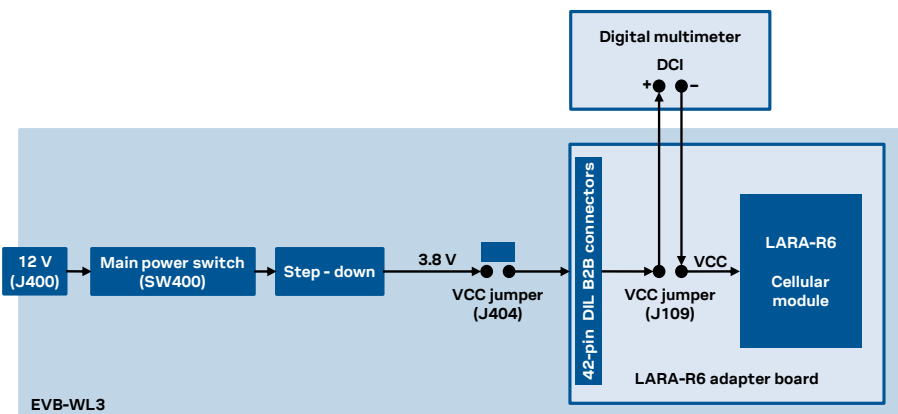 Digital multimeter
DCI
+ –
12 V
(J400)
Main power switch
(SW400)
Step - down
3.8 V
VCC jumper
(J404)
42-pin DIL B2B connectors
VCC jumper
(J109)
VCC
LARA-R6
Cellular
module
LARA-R6 adapter board
EVB-WL3